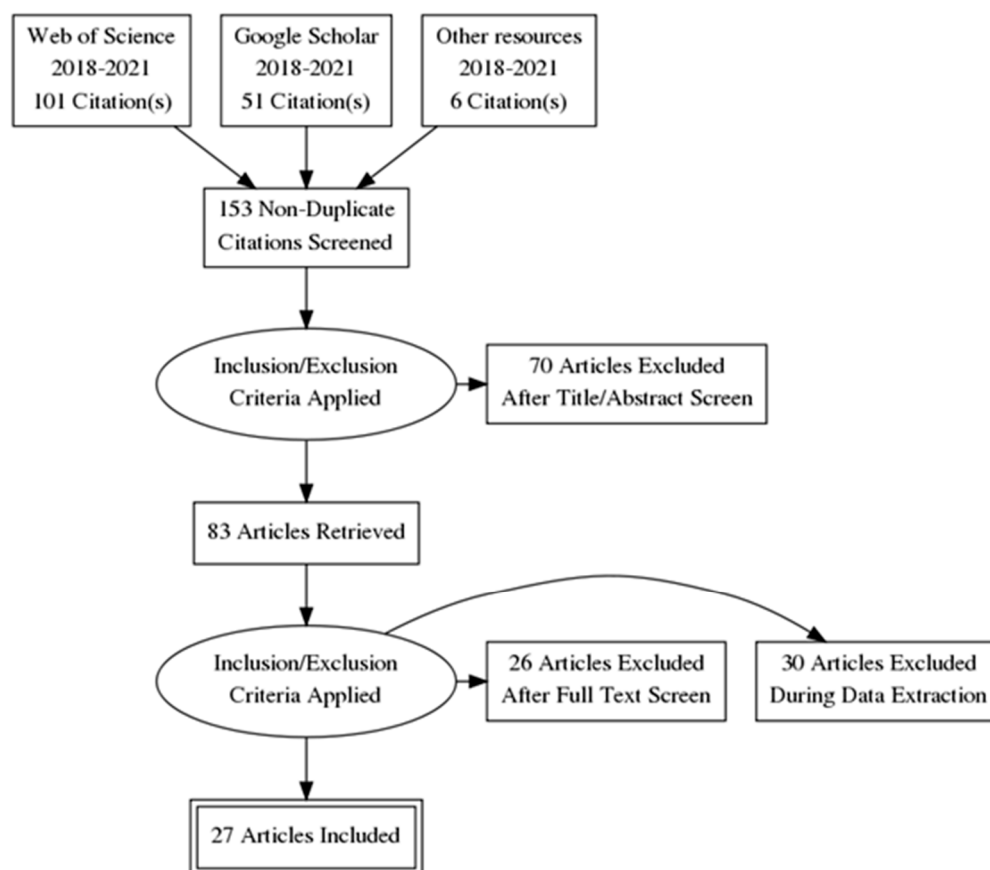 Web of Science
2018-2021
101 Citation(s)
Google Scholar
2018-2021
51 Citation(s)
Other resources
2018-2021
6 Citation(s)
153 Non-Duplicate
Citations Screened
Inclusion/Exclusion
Criteria Applied
70 Articles Excluded
After Title/Abstract Screen
83 Articles Retrieved
Inclusion/Exclusion
Criteria Applied
26 Articles Excluded
After Full Text Screen
30 Articles Excluded
During Data Extraction
27 Articles Included